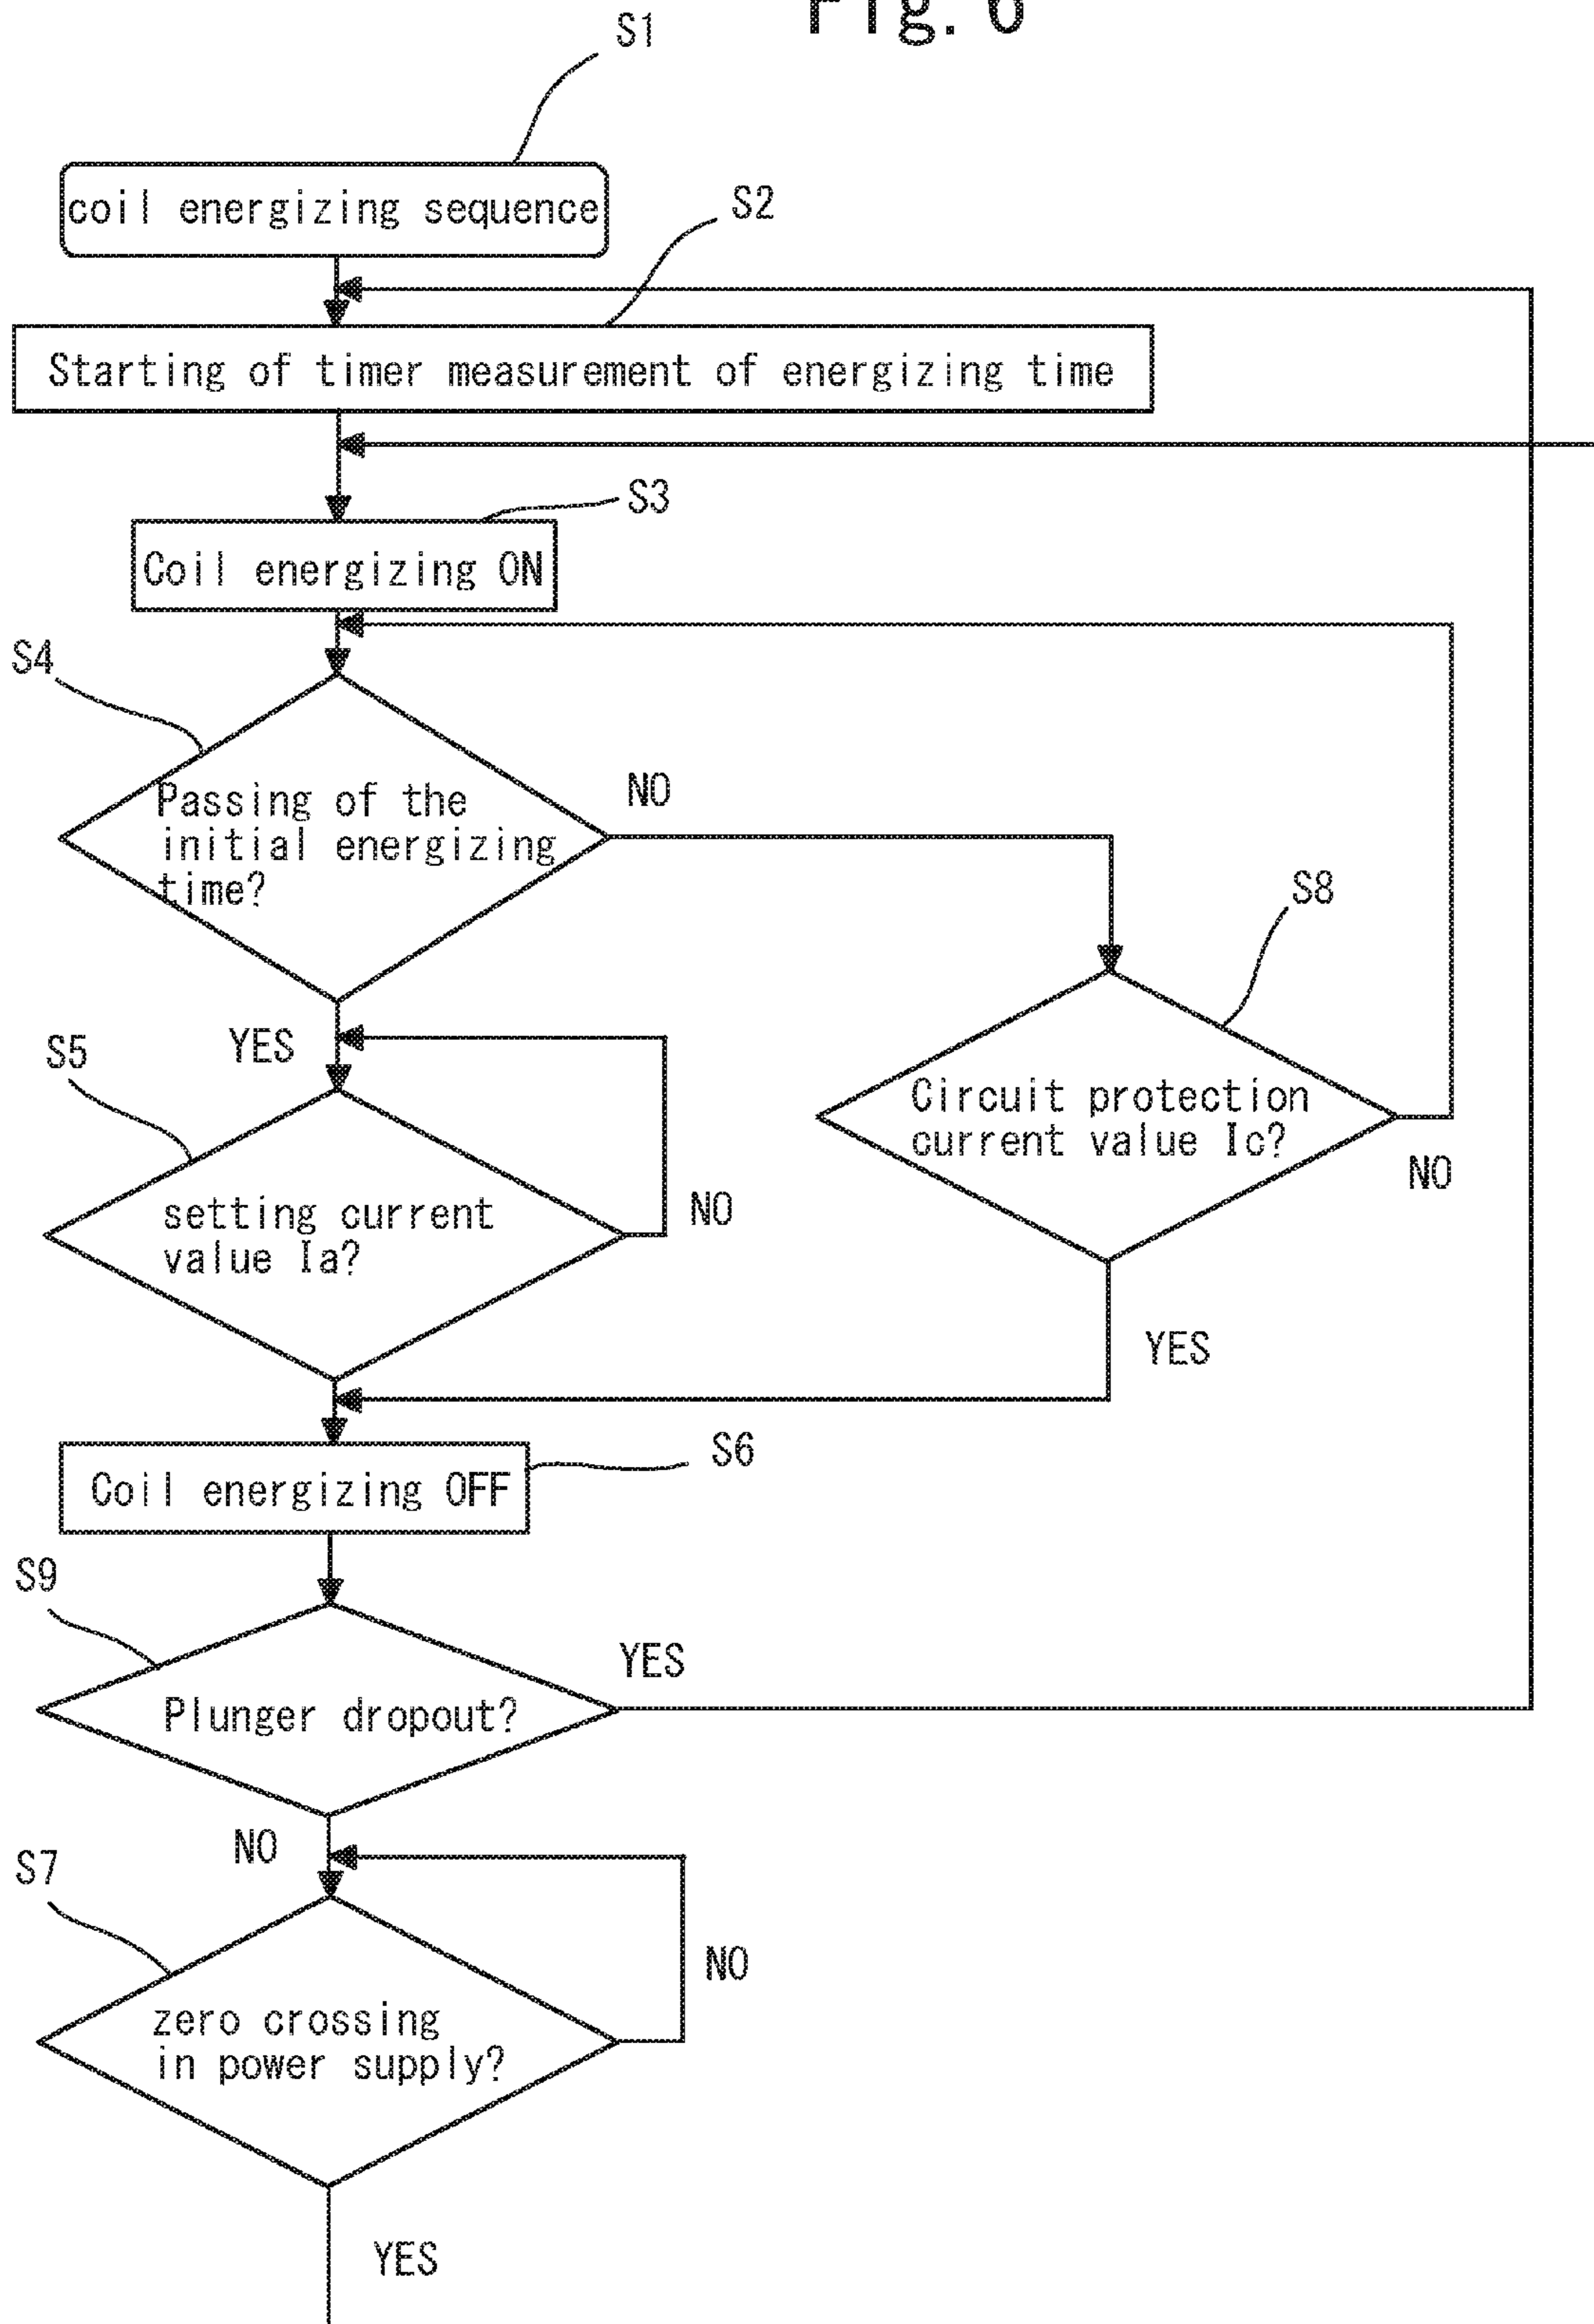 Fig. 6
S1
coil energizing sequence
S2
Starting of timer measurement of energizing time
S3
Coil energizing ON
S4
Passing of the
initial energizing
time?
NO
S8
YES
S5
Circuit protection
current value Ic?
NO
setting current
value Ia?
NO
YES
S6
Coil energizing OFF
S9
YES
Plunger dropout?
NO
S7
NO
zero crossing
in power supply?
YES